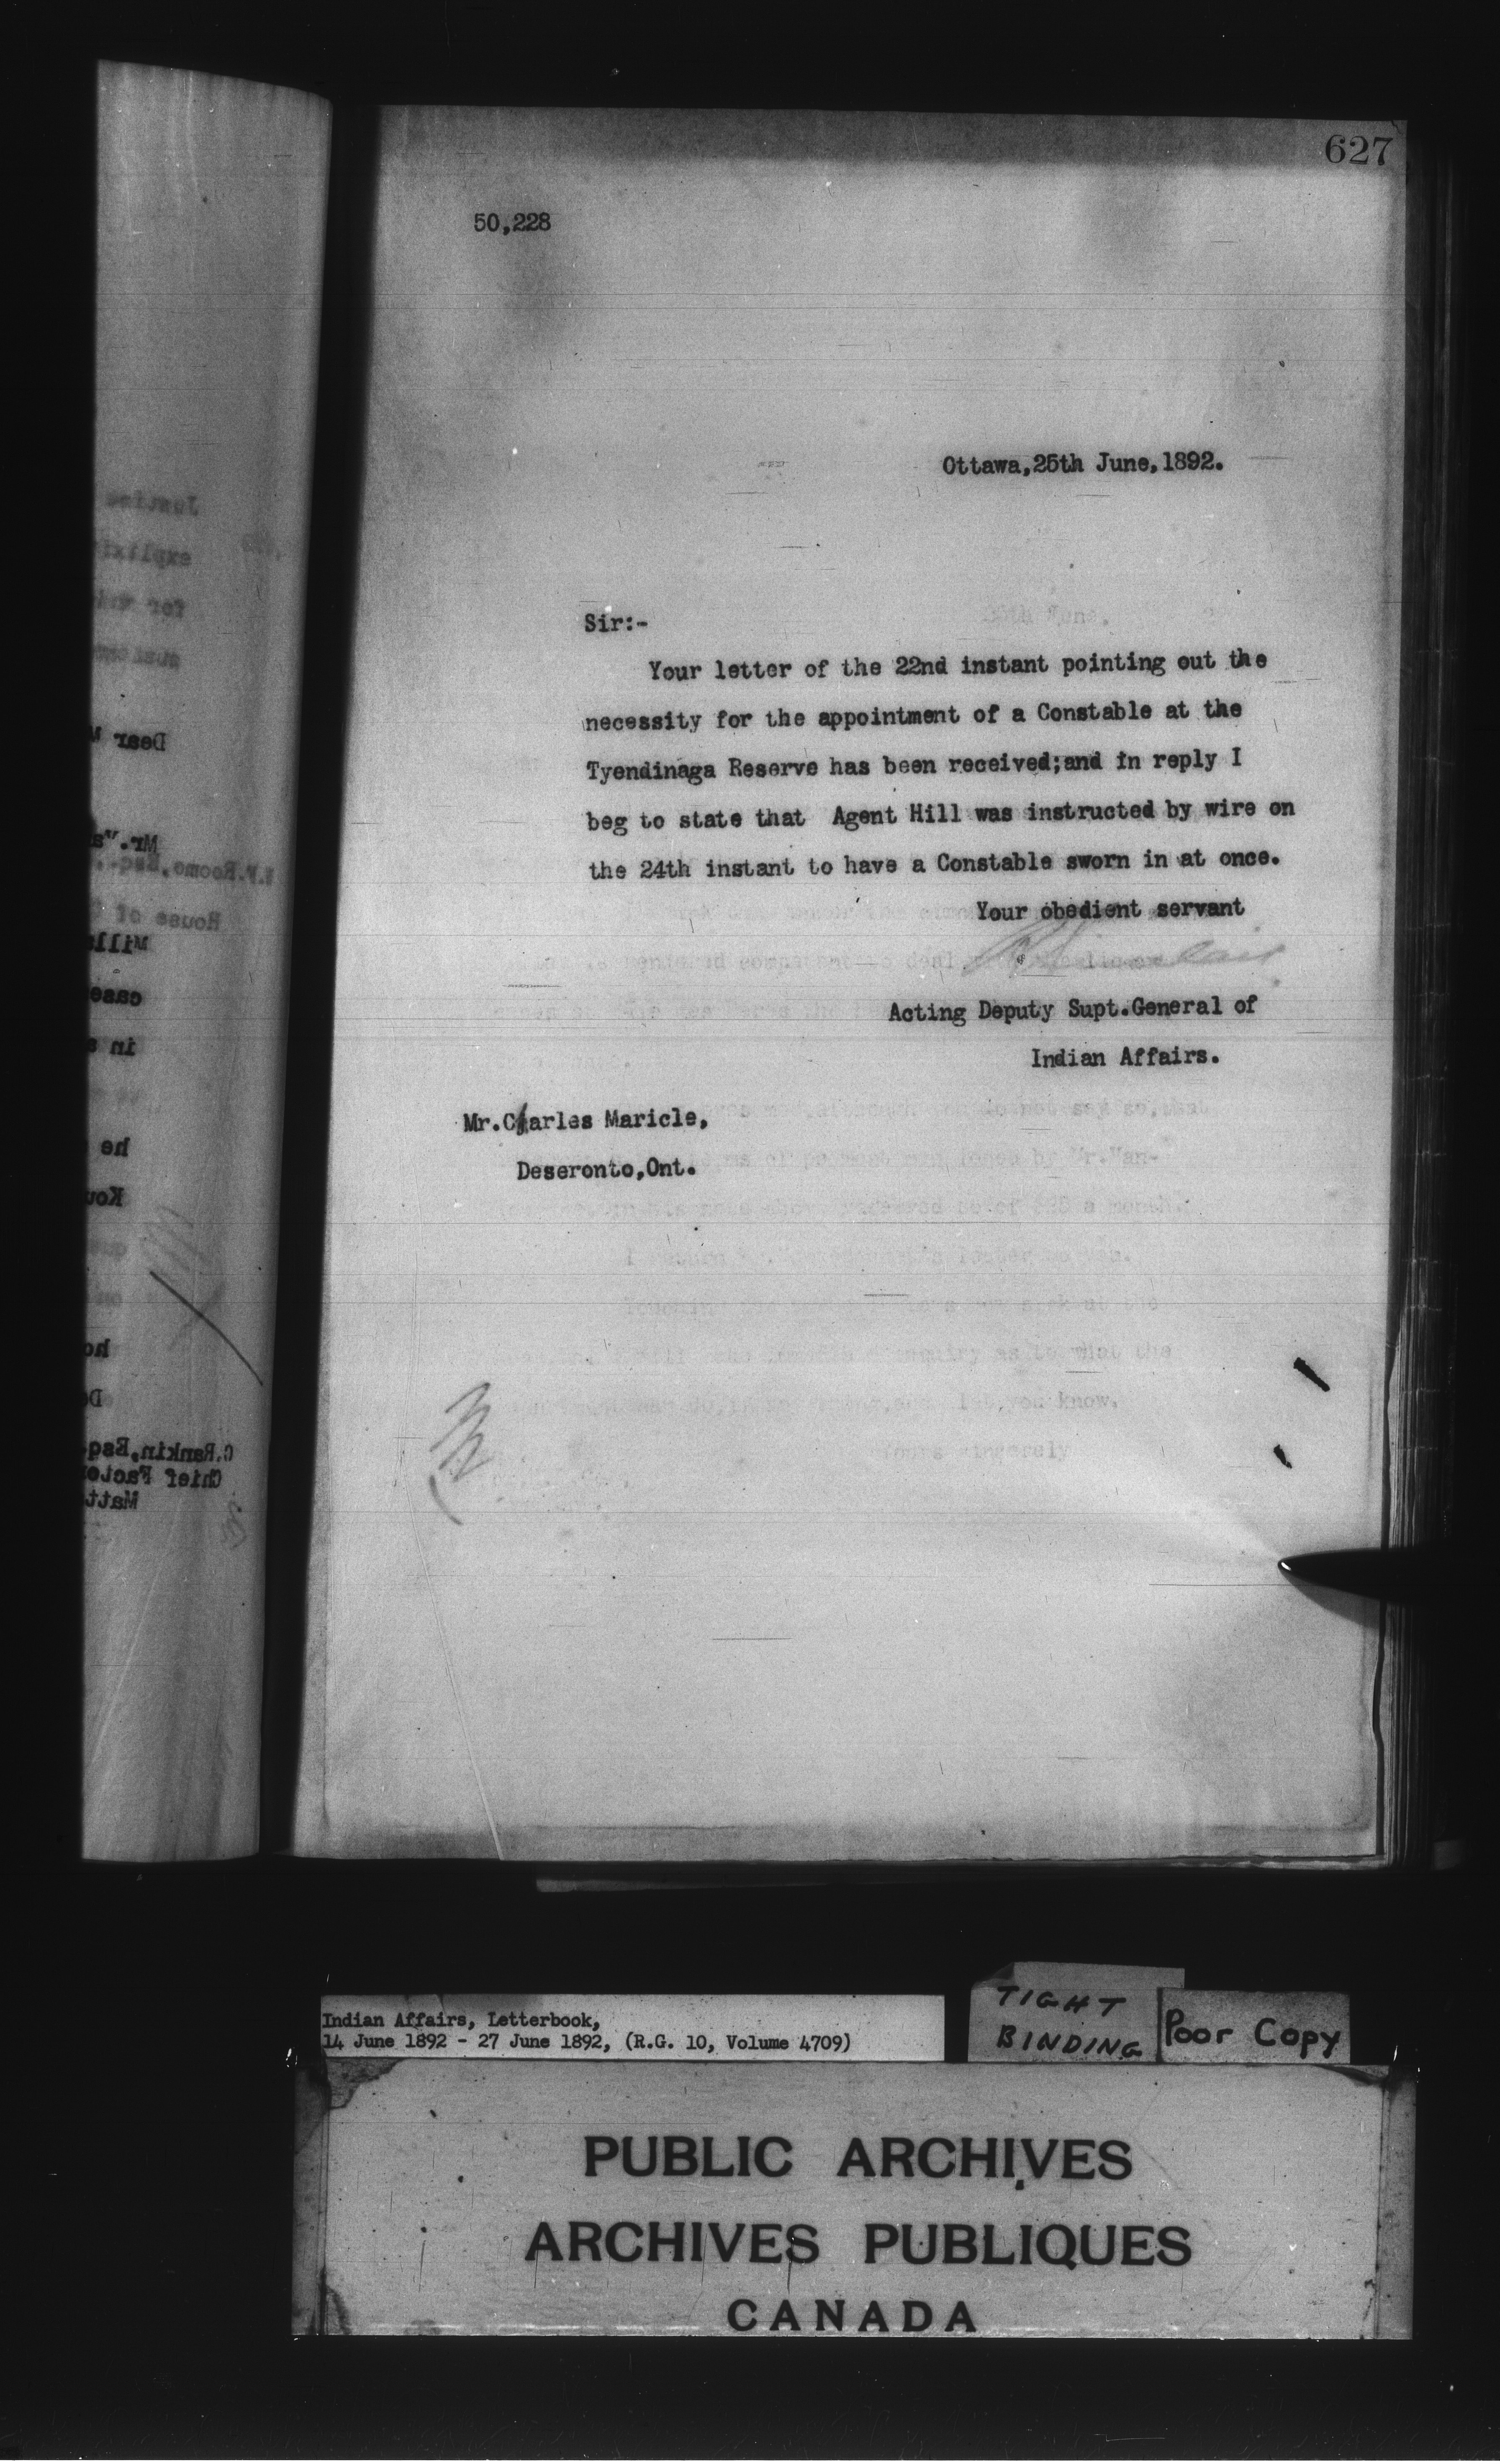 627
50,228
Ottawa,25th June,1892.
Sir:-
Your letter of the 22nd instant pointing out the
necessity for the appointment of a Constable at the
Tyendinaga Reserve has been received;and in reply I
beg to state that Agent Hill was instructed by wire on
the 24th instant to have a Constable sworn in at once.
Your obedient servant
Acting Deputy Supt.General of
Indian Affairs.
Mr.Charles Maricle,
Deseronto,Ont.
Indian Affairs, Letterbook,
14 June 1892 - 27 June 1892, (R.G. 10, Volume 4709)
TIGHT
BINDING
Poor Copy
PUBLIC ARCHIVES
ARCHIVES PUBLIQUES
CANADA